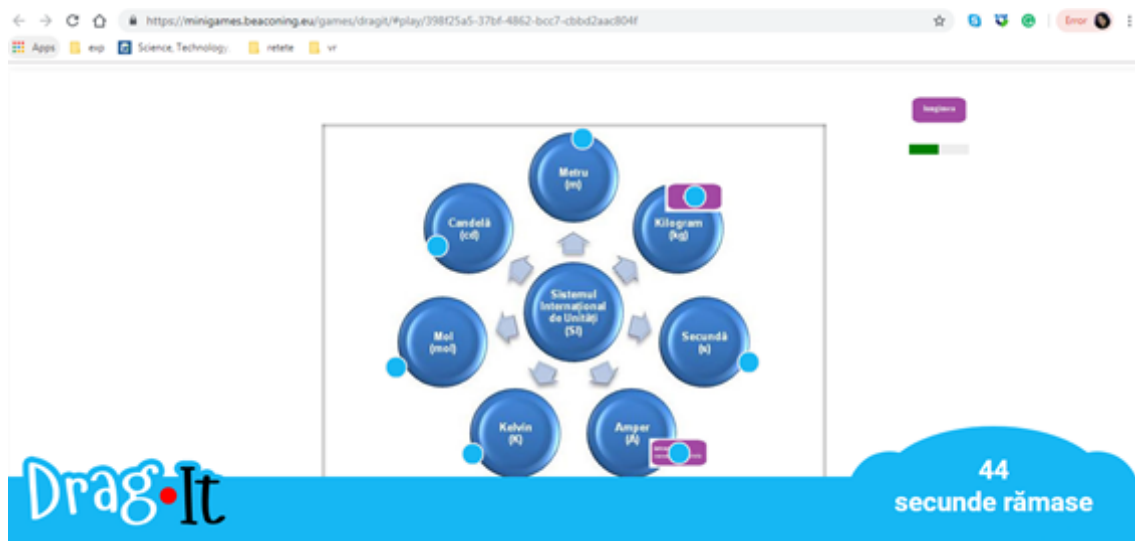 https://minigames.beaconing.eu/games/dragit/#play/398f25a5-37bf-4862-bcc7-cbbd2aac804f
Error
Apps
exp
Science, Technology
retete
vr
lungimea
Metru
(m)
Candelă
(cd)
Kilogram
(kg)
Sistemul
Internațional
de Unități
(SI)
Mol
(mol)
Secundă
(s)
Kelvin
(K)
Amper
(A)
Drag It
44
secunde rămase